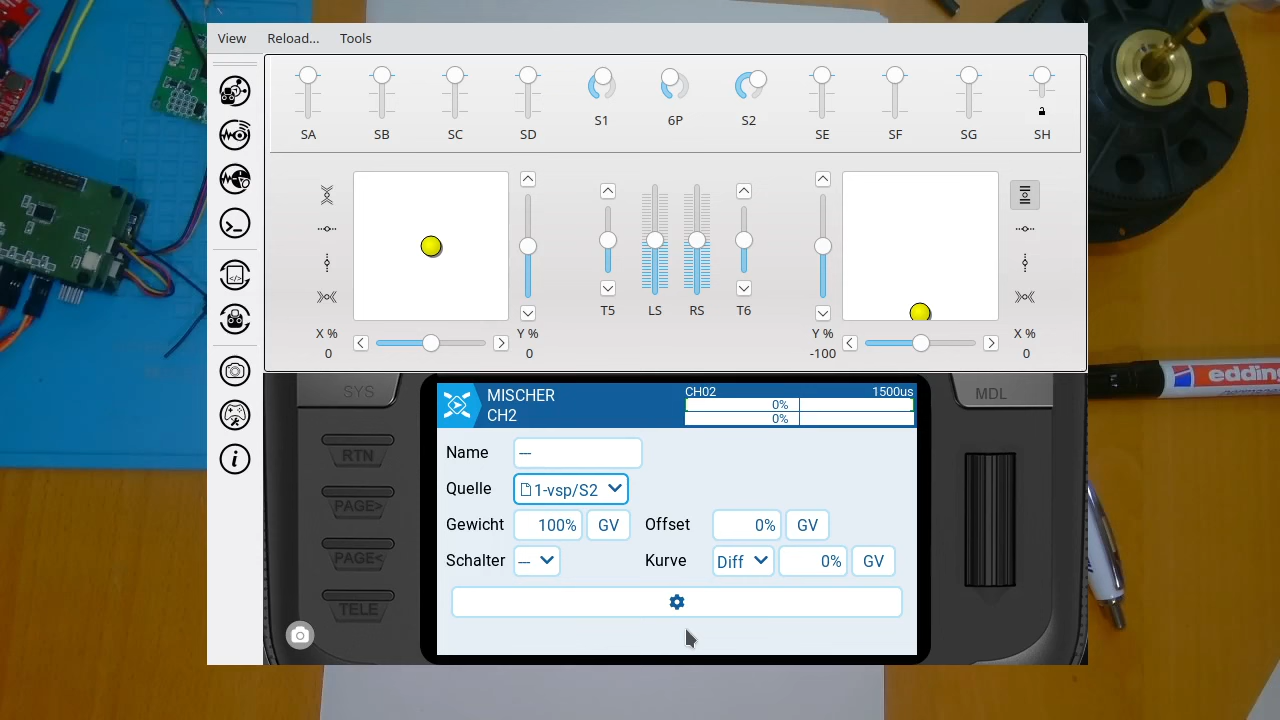 View Reload... Tools
SA SB SC SD S1 6P S2 SE SF SG SH
T5 LS RS T6
X % Y % Y % X %
0 0 -100 0
SYS MDL
MISCHER CH02 1500us
CH2 0%
0%
Name ---
RTN
Quelle 1-vsp/S2
PAGE>
Gewicht 100% GV Offset 0% GV
PAGE<
Schalter --- Kurve Diff 0% GV
TELE
edding